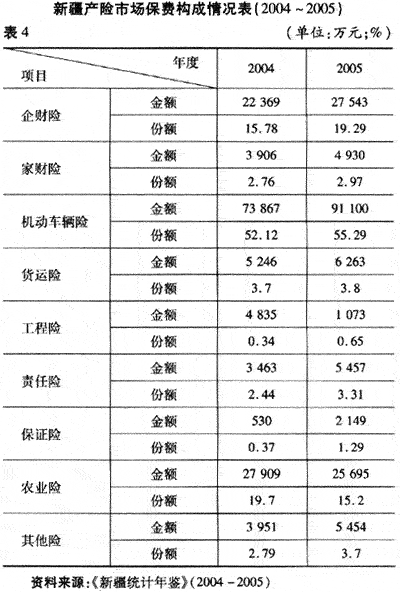 新疆产险市场保费构成情况表(2004~2005)
表4 (单位:万元;%)
项目 年度 2004 2005
企财险 金额 22 369 27 543
份额 15.78 19.29
家财险 金额 3 906 4 930
份额 2.76 2.97
机动车辆险 金额 73 867 91 100
份额 52.12 55.29
货运险 金额 5 246 6 263
份额 3.7 3.8
工程险 金额 4 835 1 073
份额 0.34 0.65
责任险 金额 3 463 5 457
份额 2.44 3.31
保证险 金额 530 2 149
份额 0.37 1.29
农业险 金额 27 909 25 695
份额 19.7 15.2
其他险 金额 3 951 5 454
份额 2.79 3.7
资料来源:《新疆统计年鉴》(2004-2005)